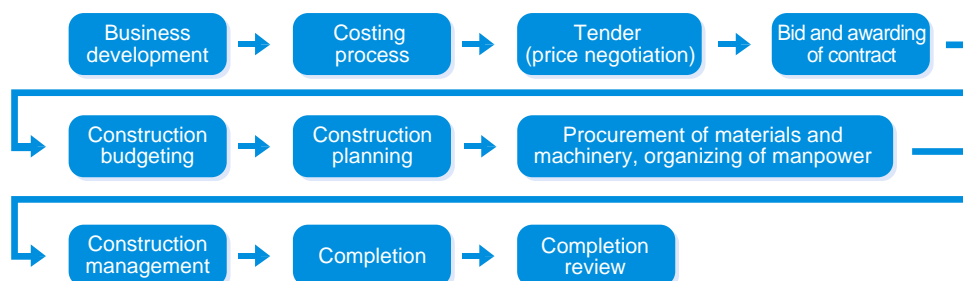 Business
development
Costing
process
Tender
(price negotiation)
Bid and awarding
of contract
Construction
budgeting
Construction
planning
Procurement of materials and
machinery, organizing of manpower
Construction
management
Completion
Completion
review